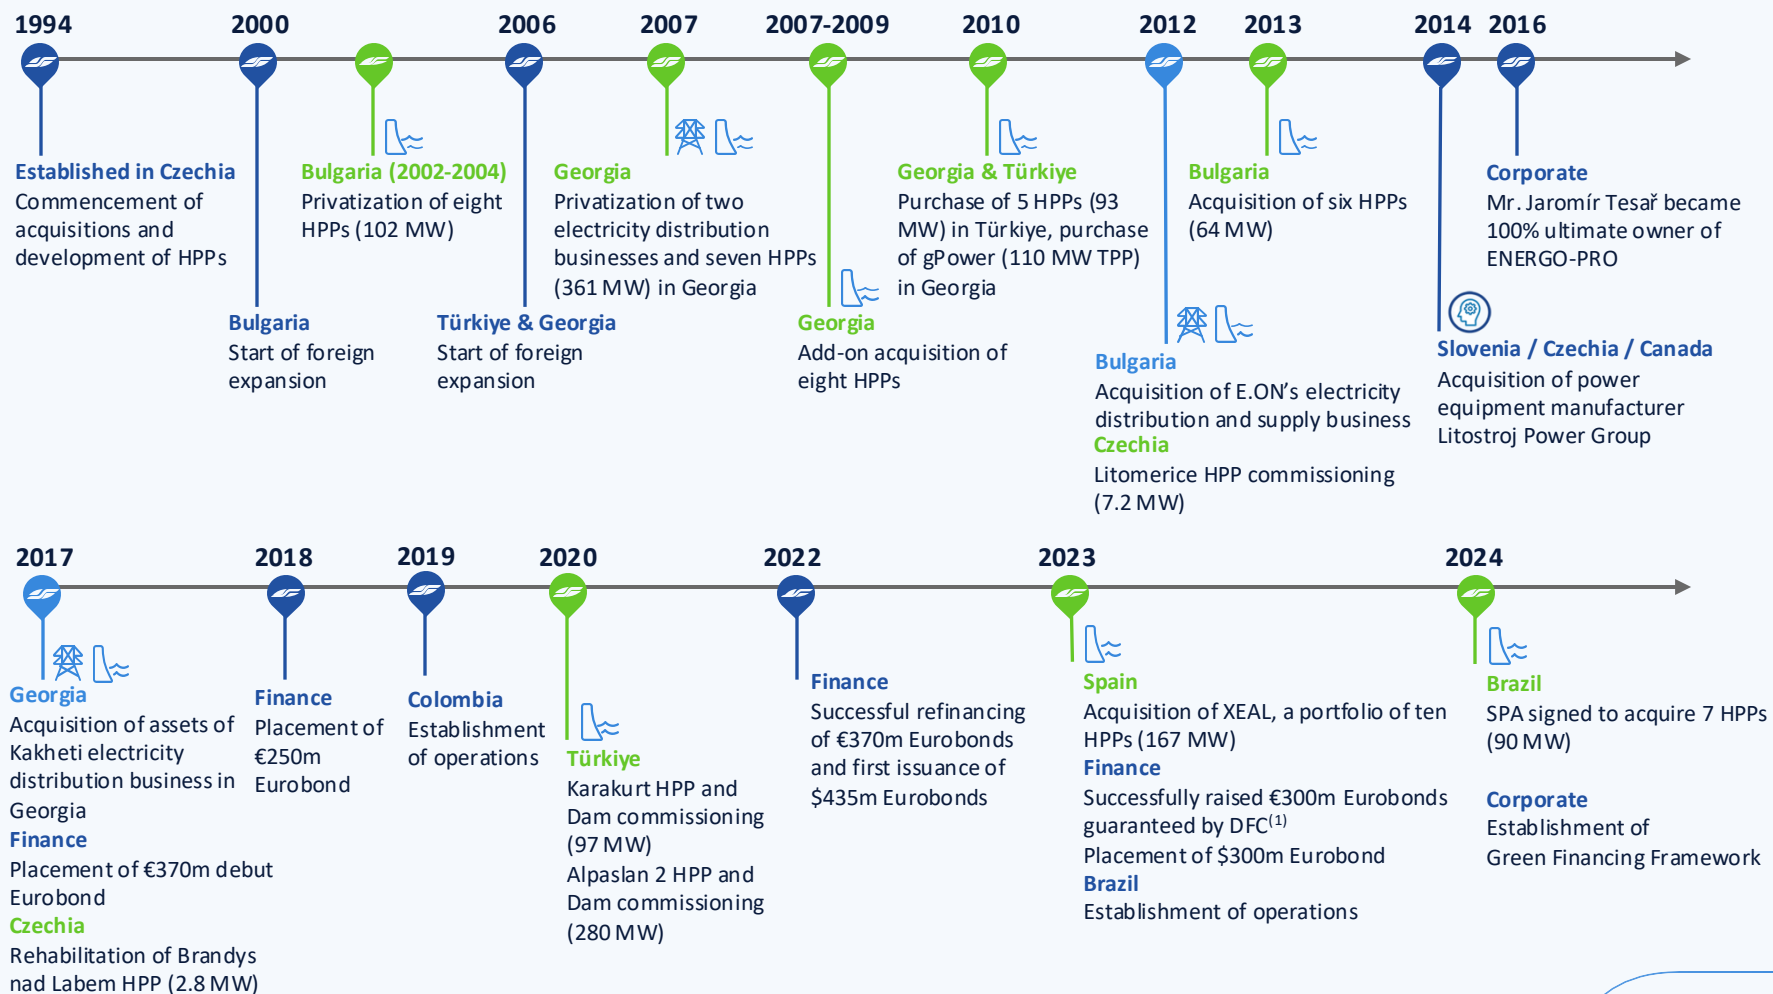 1994
2000
2006
2007
2007-2009
2010
2012
2013
2014
2016
Established in Czechia
Commencement of
acquisitions and
development of HPPs
Bulgaria
Start of foreign
expansion
Bulgaria (2002-2004)
Privatization of eight
HPPs (102 MW)
Türkiye & Georgia
Start of foreign
expansion
Georgia
Privatization of two
electricity distribution
businesses and seven HPPs
(361 MW) in Georgia
Georgia
Add-on acquisition of
eight HPPs
Georgia & Türkiye
Purchase of 5 HPPs (93
MW) in Türkiye, purchase
of gPower (110 MW TPP)
in Georgia
Bulgaria
Acquisition of E.ON’s electricity
distribution and supply business
Czechia
Litomerice HPP commissioning
(7.2 MW)
Bulgaria
Acquisition of six HPPs
(64 MW)
Slovenia / Czechia / Canada
Acquisition of power
equipment manufacturer
Litostroj Power Group
Corporate
Mr. Jaromír Tesař became
100% ultimate owner of
ENERGO-PRO
2017
2018
2019
2020
2022
2023
2024
Georgia
Acquisition of assets of
Kakheti electricity
distribution business in
Georgia
Finance
Placement of €370m debut
Eurobond
Czechia
Rehabilitation of Brandys
nad Labem HPP (2.8 MW)
Finance
Placement of
€250m
Eurobond
Colombia
Establishment
of operations
Türkiye
Karakurt HPP and
Dam commissioning
(97 MW)
Alpaslan 2 HPP and
Dam commissioning
(280 MW)
Finance
Successful refinancing
of €370m Eurobonds
and first issuance of
$435m Eurobonds
Spain
Acquisition of XEAL, a portfolio of ten
HPPs (167 MW)
Finance
Successfully raised €300m Eurobonds
guaranteed by DFC(1)
Placement of $300m Eurobond
Brazil
Establishment of operations
Brazil
SPA signed to acquire 7 HPPs
(90 MW)
Corporate
Establishment of
Green Financing Framework